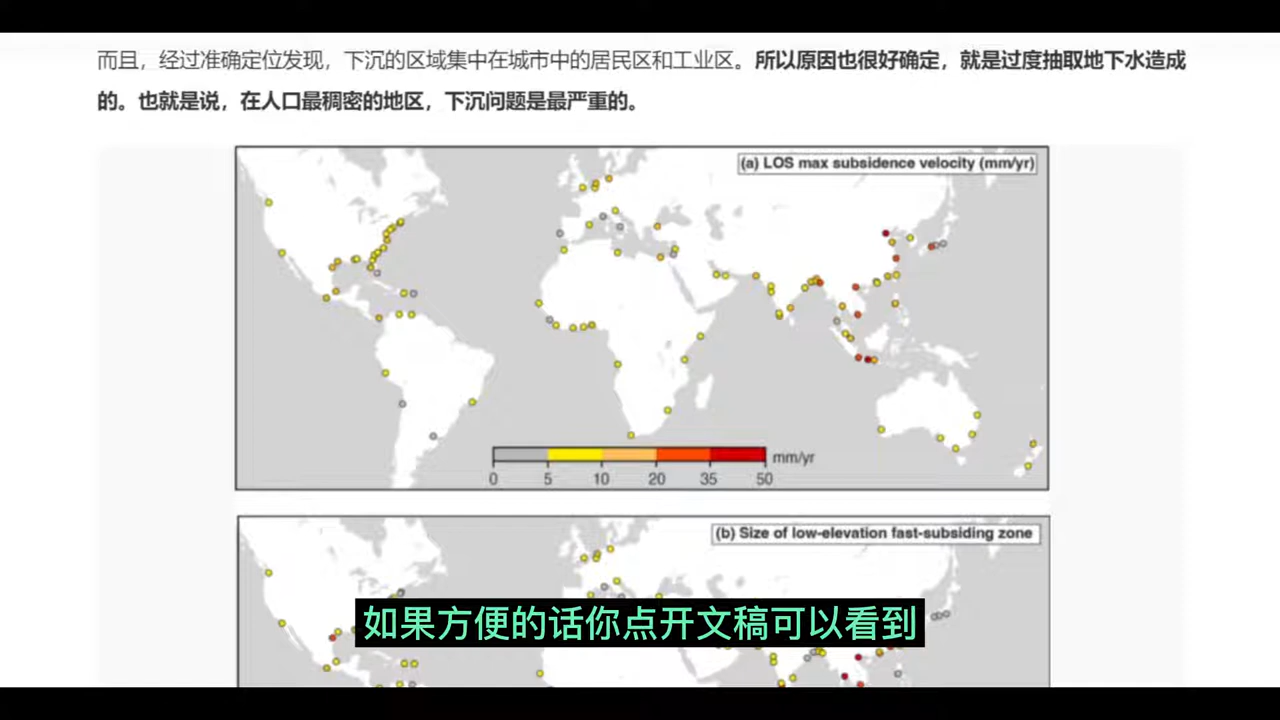 而且，经过准确定位发现，下沉的区域集中在城市中的居民区和工业区。所以原因也很好确定，就是过度抽取地下水造成
的。也就是说，在人口最稠密的地区，下沉问题是最严重的。
(a) LOS max subsidence velocity (mm/yr)
mm/yr
0 5 10 20 35 50
(b) Size of low-elevation fast-subsiding zone
如果方便的话你点开文稿可以看到